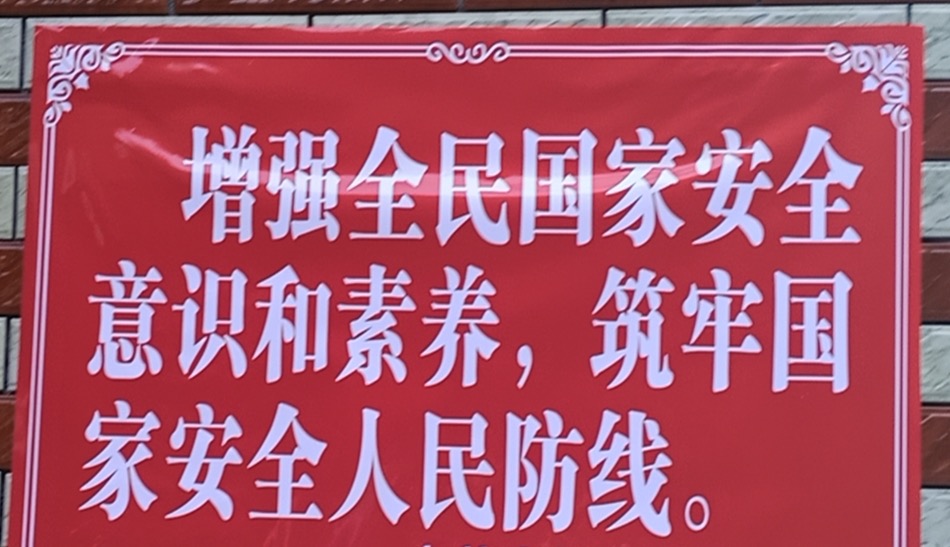 增强全民国家安全
意识和素养，筑牢国
家安全人民防线。